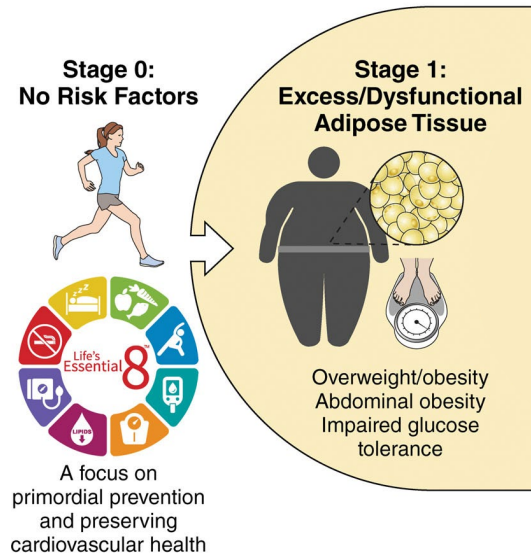 Stage 0:
No Risk Factors
Life's
Essential 8™
LIPIDS
A focus on
primordial prevention
and preserving
cardiovascular health
Stage 1:
Excess/Dysfunctional
Adipose Tissue
Overweight/obesity
Abdominal obesity
Impaired glucose
tolerance